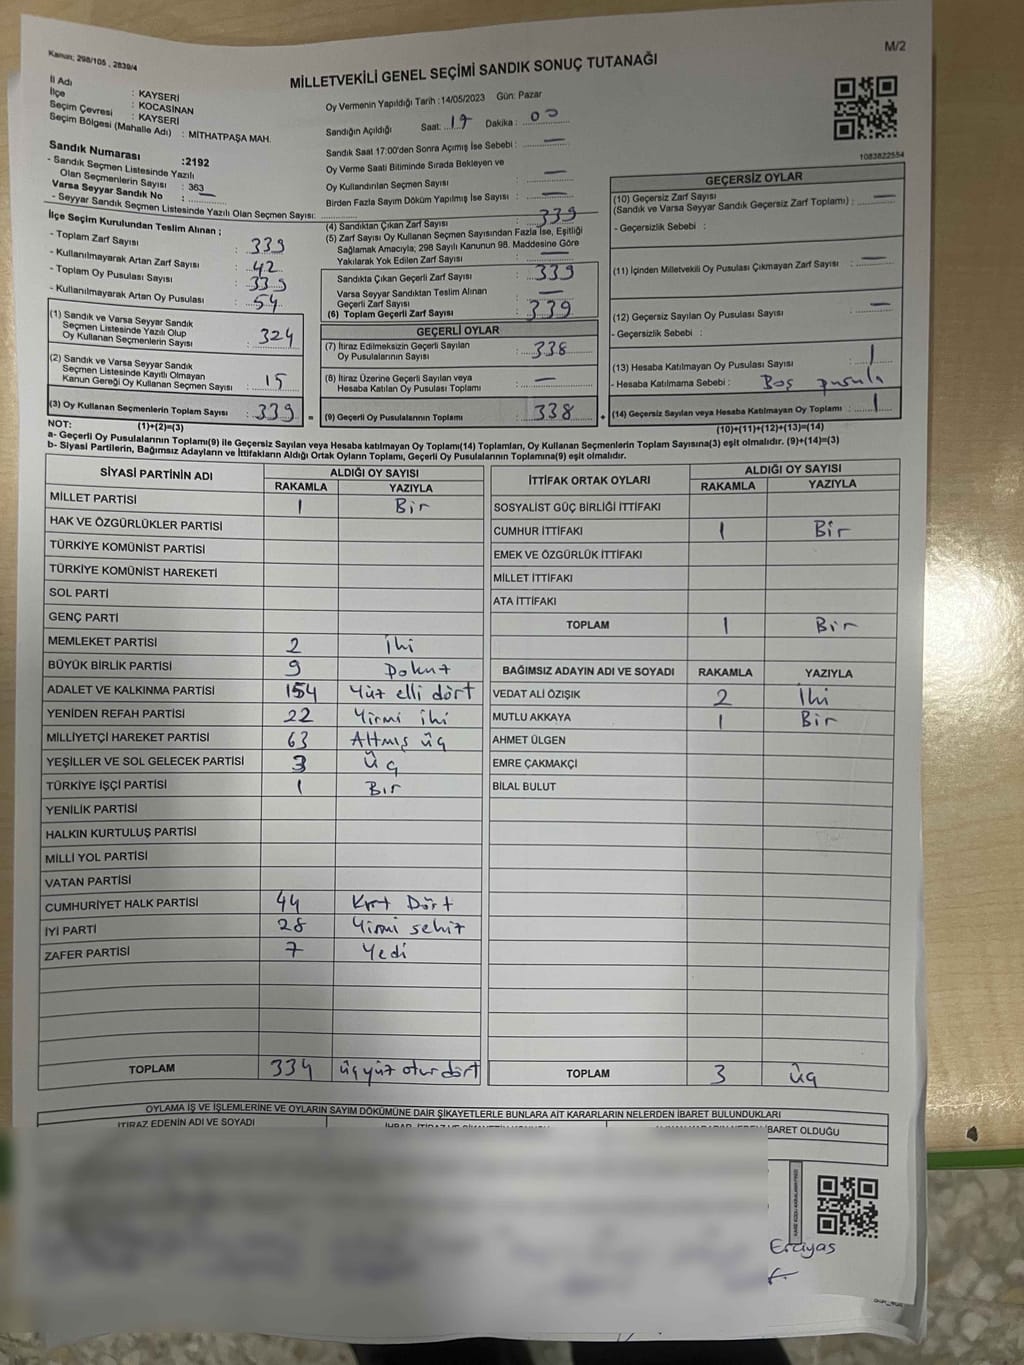 Kanun; 298/105 , 2839/4
M/2
MİLLETVEKİLİ GENEL SEÇİMİ SANDIK SONUÇ TUTANAĞI
İl Adı : KAYSERİ
İlçe : KOCASİNAN
Seçim Çevresi : KAYSERİ
Seçim Bölgesi (Mahalle Adı) : MİTHATPAŞA MAH.
Sandık Numarası :2192
- Sandık Seçmen Listesinde Yazılı
Olan Seçmenlerin Sayısı : 363
Varsa Seyyar Sandık No : —
- Seyyar Sandık Seçmen Listesinde Yazılı Olan Seçmen Sayısı:
Oy Vermenin Yapıldığı Tarih :14/05/2023 Gün: Pazar
Sandığın Açıldığı Saat: 19 Dakika : 00
Sandık Saat 17:00'den Sonra Açımış İse Sebebi : —
Oy Verme Saati Bitiminde Sırada Bekleyen ve
Oy Kullandırılan Seçmen Sayısı : —
Birden Fazla Sayım Döküm Yapılmış İse Sayısı : —
1083822554
İlçe Seçim Kurulundan Teslim Alınan ;
- Toplam Zarf Sayısı : 339
- Kullanılmayarak Artan Zarf Sayısı : 42
- Toplam Oy Pusulası Sayısı : 339
- Kullanılmayarak Artan Oy Pusulası : 54
(1) Sandık ve Varsa Seyyar Sandık
Seçmen Listesinde Yazılı Olup
Oy Kullanan Seçmenlerin Sayısı : 324
(2) Sandık ve Varsa Seyyar Sandık
Seçmen Listesinde Kayıtlı Olmayan
Kanun Gereği Oy Kullanan Seçmen Sayısı : 15
(3) Oy Kullanan Seçmenlerin Toplam Sayısı : 339 =
(4) Sandıktan Çıkan Zarf Sayısı : 339
(5) Zarf Sayısı Oy Kullanan Seçmen Sayısından Fazla İse, Eşitliği
Sağlamak Amacıyla; 298 Sayılı Kanunun 98. Maddesine Göre
Yakılarak Yok Edilen Zarf Sayısı : —
Sandıkta Çıkan Geçerli Zarf Sayısı : 339
Varsa Seyyar Sandıktan Teslim Alınan
Geçerli Zarf Sayısı : —
(6) Toplam Geçerli Zarf Sayısı : 339
GEÇERLİ OYLAR
(7) İtiraz Edilmeksizin Geçerli Sayılan
Oy Pusulalarının Sayısı : 338
(8) İtiraz Üzerine Geçerli Sayılan veya
Hesaba Katılan Oy Pusulası Toplamı : —
(9) Geçerli Oy Pusulalarının Toplamı : 338 +
GEÇERSİZ OYLAR
(10) Geçersiz Zarf Sayısı
(Sandık ve Varsa Seyyar Sandık Geçersiz Zarf Toplamı) : —
- Geçersizlik Sebebi :
(11) İçinden Milletvekili Oy Pusulası Çıkmayan Zarf Sayısı : —
(12) Geçersiz Sayılan Oy Pusulası Sayısı : —
- Geçersizlik Sebebi :
(13) Hesaba Katılmayan Oy Pusulası Sayısı : 1
- Hesaba Katılmama Sebebi : Boş pusula
(14) Geçersiz Sayılan veya Hesaba Katılmayan Oy Toplamı : 1
NOT: (1)+(2)=(3) (10)+(11)+(12)+(13)=(14)
a- Geçerli Oy Pusulalarının Toplamı(9) ile Geçersiz Sayılan veya Hesaba katılmayan Oy Toplamı(14) Toplamları, Oy Kullanan Seçmenlerin Toplam Sayısına(3) eşit olmalıdır. (9)+(14)=(3)
b- Siyasi Partilerin, Bağımsız Adayların ve İttifakların Aldığı Ortak Oyların Toplamı, Geçerli Oy Pusulalarının Toplamına(9) eşit olmalıdır.
SİYASİ PARTİNİN ADI ALDIĞI OY SAYISI
RAKAMLA YAZIYLA
MİLLET PARTİSİ 1 Bir
HAK VE ÖZGÜRLÜKLER PARTİSİ
TÜRKİYE KOMÜNİST PARTİSİ
TÜRKİYE KOMÜNİST HAREKETİ
SOL PARTİ
GENÇ PARTİ
MEMLEKET PARTİSİ 2 İki
BÜYÜK BİRLİK PARTİSİ 9 Dokuz
ADALET VE KALKINMA PARTİSİ 154 Yüz elli dört
YENİDEN REFAH PARTİSİ 22 Yirmi iki
MİLLİYETÇİ HAREKET PARTİSİ 63 Altmış üç
YEŞİLLER VE SOL GELECEK PARTİSİ 3 Üç
TÜRKİYE İŞÇİ PARTİSİ 1 Bir
YENİLİK PARTİSİ
HALKIN KURTULUŞ PARTİSİ
MİLLİ YOL PARTİSİ
VATAN PARTİSİ
CUMHURİYET HALK PARTİSİ 44 Kırt Dört
İYİ PARTİ 28 Yirmi sekiz
ZAFER PARTİSİ 7 Yedi
TOPLAM 334 üçyüz otur dört
İTTİFAK ORTAK OYLARI ALDIĞI OY SAYISI
RAKAMLA YAZIYLA
SOSYALİST GÜÇ BİRLİĞİ İTTİFAKI
CUMHUR İTTİFAKI 1 Bir
EMEK VE ÖZGÜRLÜK İTTİFAKI
MİLLET İTTİFAKI
ATA İTTİFAKI
TOPLAM 1 Bir
BAĞIMSIZ ADAYIN ADI VE SOYADI RAKAMLA YAZIYLA
VEDAT ALİ ÖZIŞIK 2 İki
MUTLU AKKAYA 1 Bir
AHMET ÜLGEN
EMRE ÇAKMAKÇİ
BİLAL BULUT
TOPLAM 3 üç
OYLAMA İŞ VE İŞLEMLERİNE VE OYLARIN SAYIM DÖKÜMÜNE DAİR ŞİKAYETLERLE BUNLARA AİT KARARLARIN NELERDEN İBARET BULUNDUKLARI
İTİRAZ EDENİN ADI VE SOYADI
İBARET OLDUĞU
Erciyas